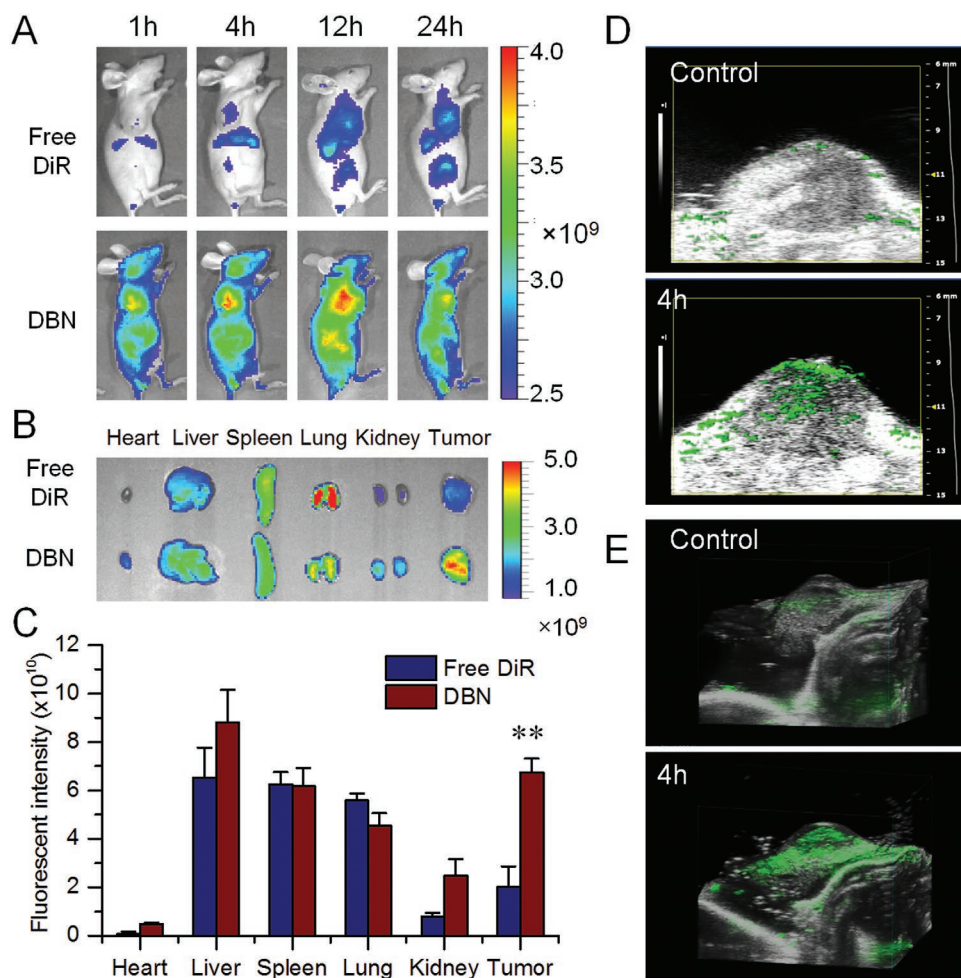 A
1h 4h 12h 24h
Free
DiR
DBN
4.0
3.5
×10⁹
3.0
2.5
B
Heart Liver Spleen Lung Kidney Tumor
Free
DiR
DBN
5.0
3.0
1.0
×10⁹
C
Fluorescent intensity (x10¹⁰)
12
10
8
6
4
2
0
Free DiR
DBN
**
Heart Liver Spleen Lung Kidney Tumor
D
Control
6 mm
9
11
13
15
4h
6 mm
9
11
13
15
E
Control
4h